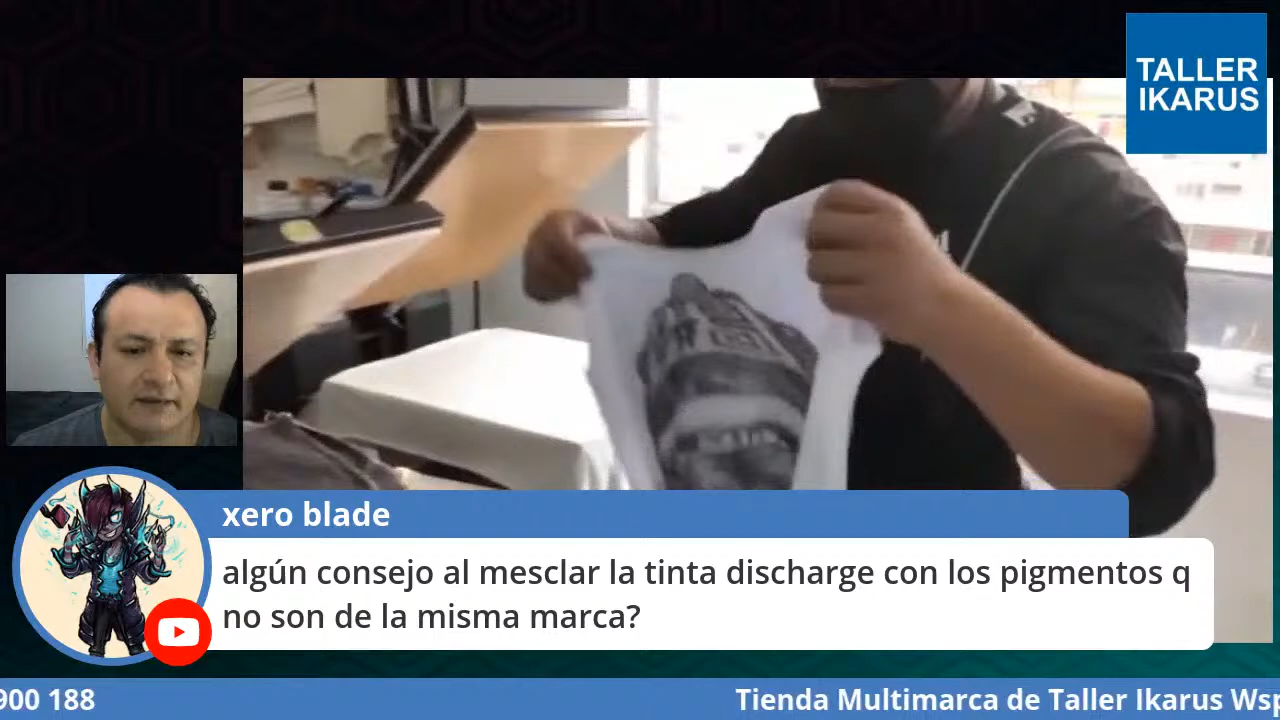 TALLER
IKARUS
xero blade
algún consejo al mesclar la tinta discharge con los pigmentos q
no son de la misma marca?
900 188
Tienda Multimarca de Taller Ikarus Wsp